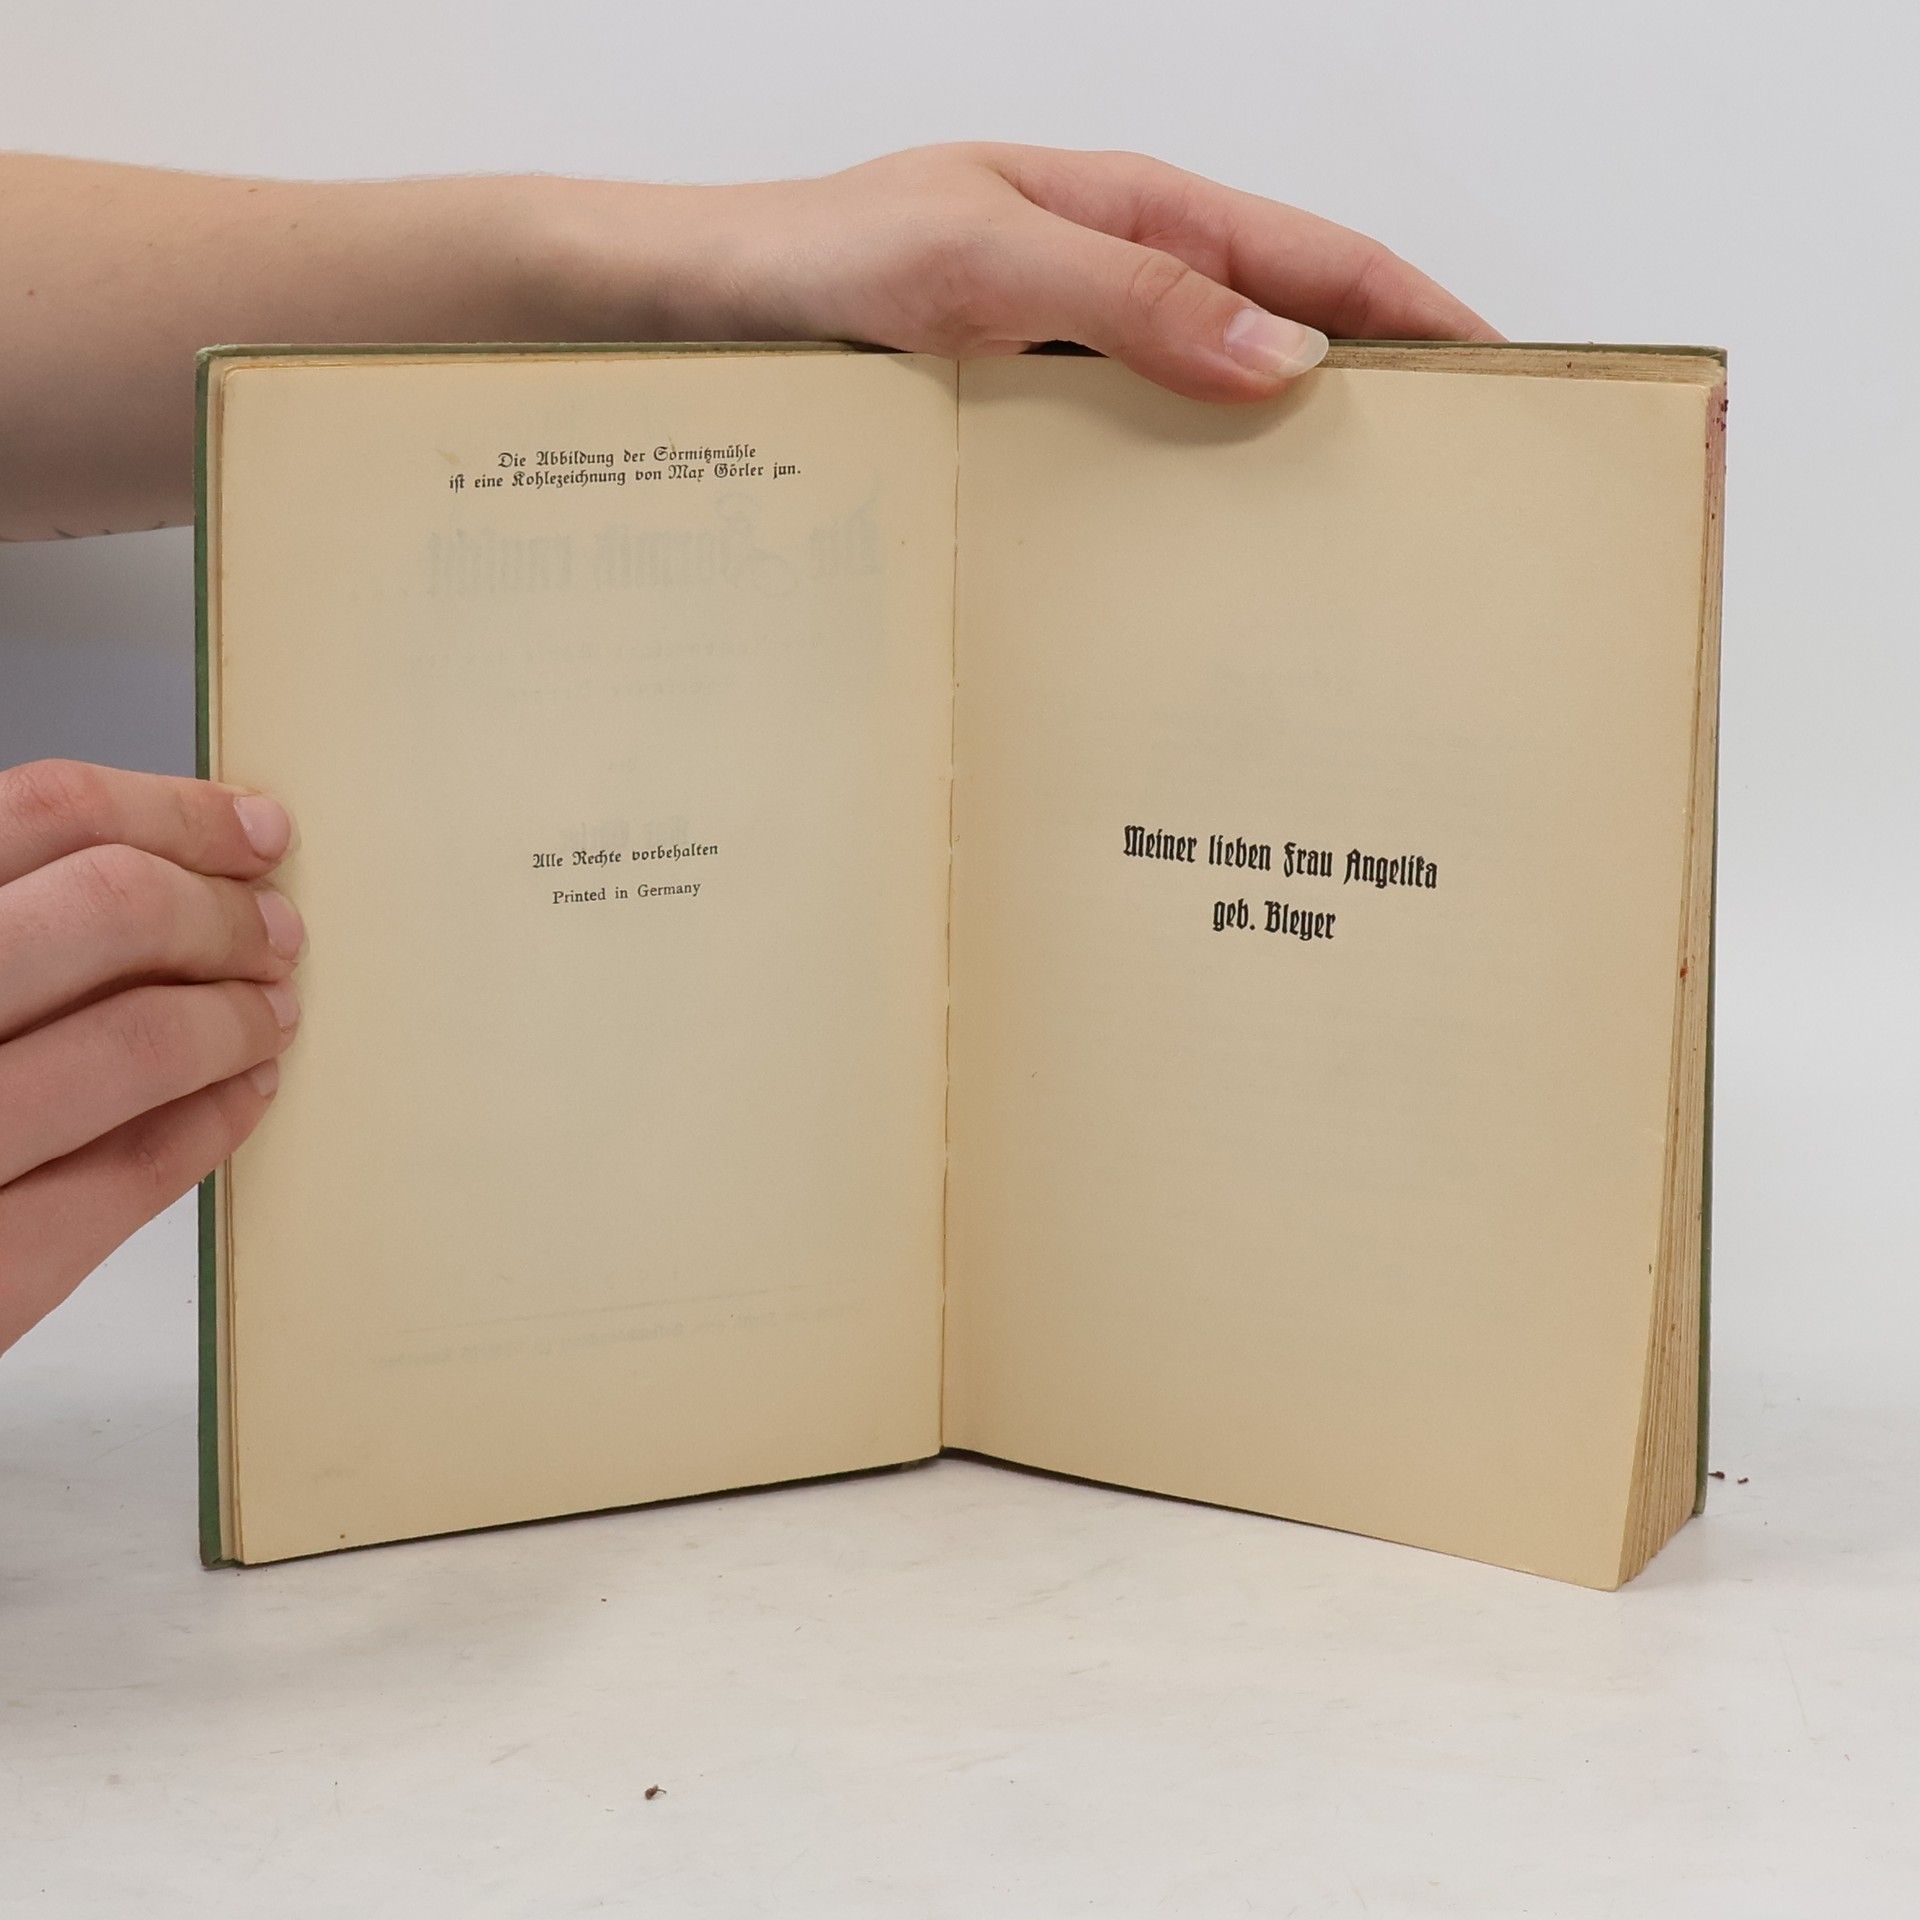 Die Abbildung der Sormitzmühle
ist eine Kohlezeichnung von Max Görler jun.
Alle Rechte vorbehalten
Printed in Germany
Meiner lieben Frau Angelika
geb. Bleyer